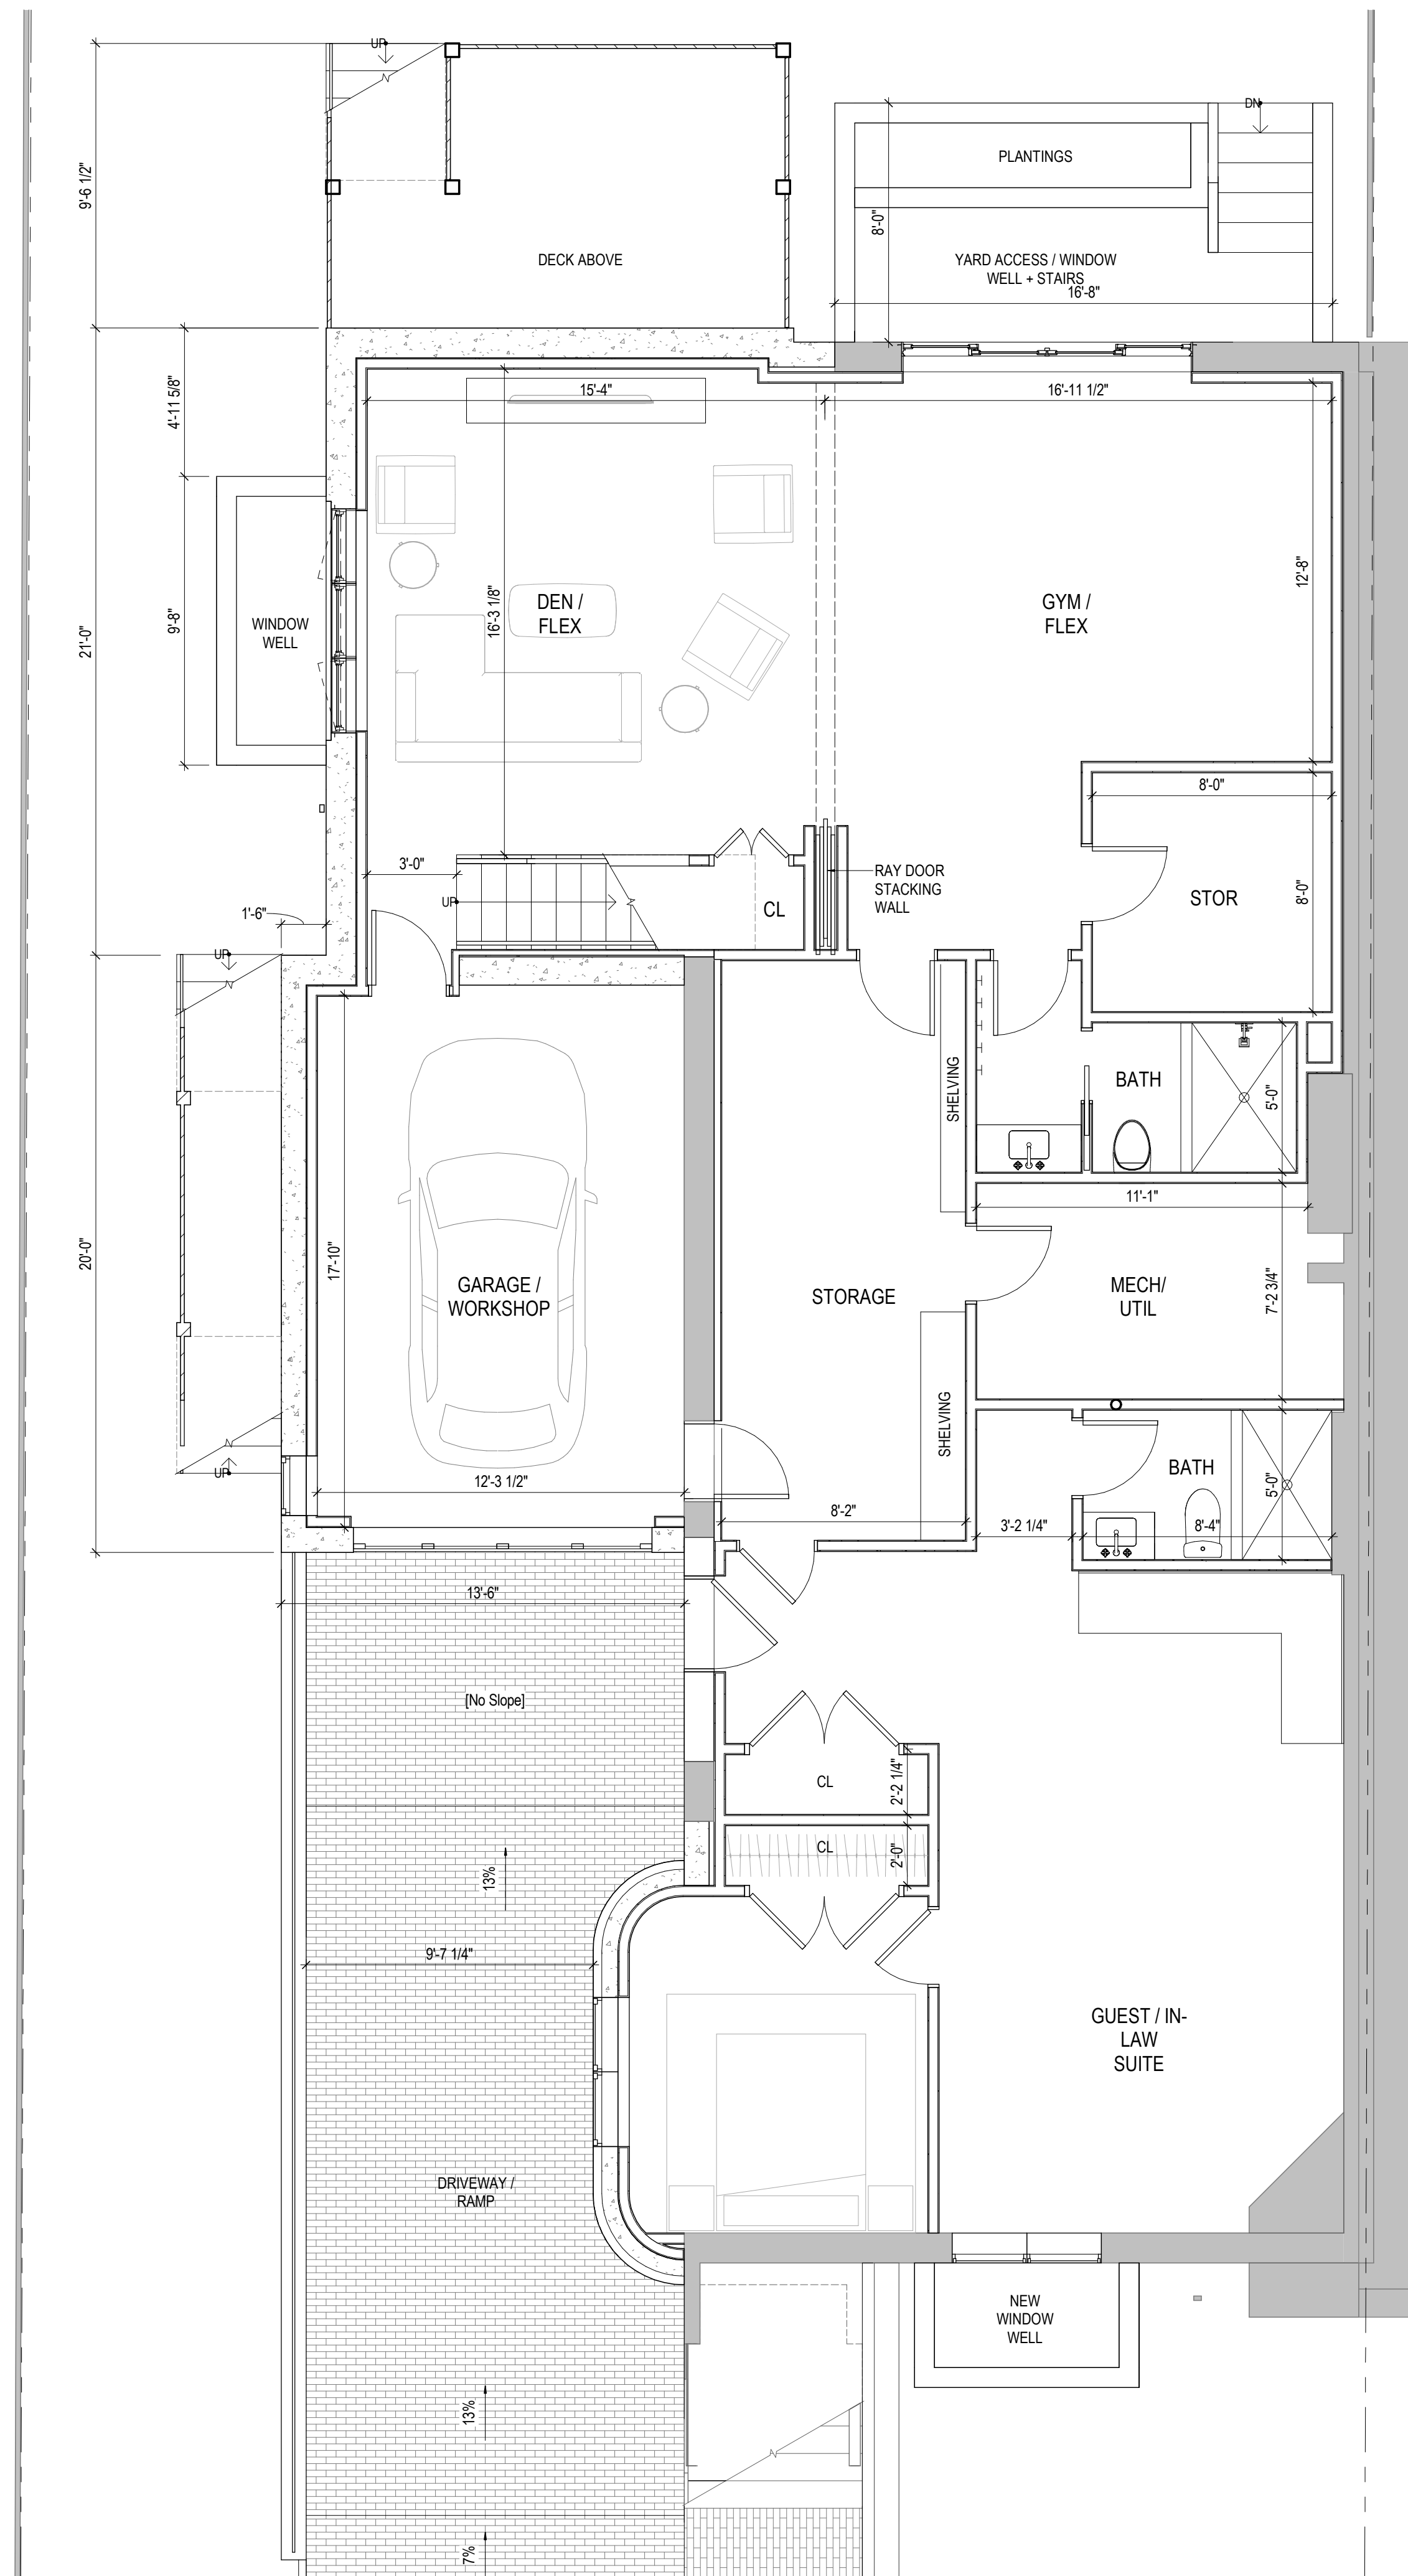 UP
DN
PLANTINGS
9'-6 1/2"
8'-0"
DECK ABOVE
YARD ACCESS / WINDOW
WELL + STAIRS
16'-8"
4'-11 5/8"
15'-4"
16'-11 1/2"
12'-8"
16'-3 1/8"
DEN /
FLEX
GYM /
FLEX
9'-8"
WINDOW
WELL
21'-0"
8'-0"
3'-0"
RAY DOOR
STACKING
WALL
UP
CL
STOR
8'-0"
1'-6"
UP
SHELVING
BATH
5'-0"
11'-1"
20'-0"
17'-10"
GARAGE /
WORKSHOP
STORAGE
MECH/
UTIL
7'-2 3/4"
SHELVING
UP
12'-3 1/2"
BATH
5'-0"
8'-2"
3'-2 1/4"
8'-4"
13'-6"
[No Slope]
CL
2'-2 1/4"
CL
2'-0"
13%
9'-7 1/4"
GUEST / IN-
LAW
SUITE
DRIVEWAY /
RAMP
NEW
WINDOW
WELL
13%
7%